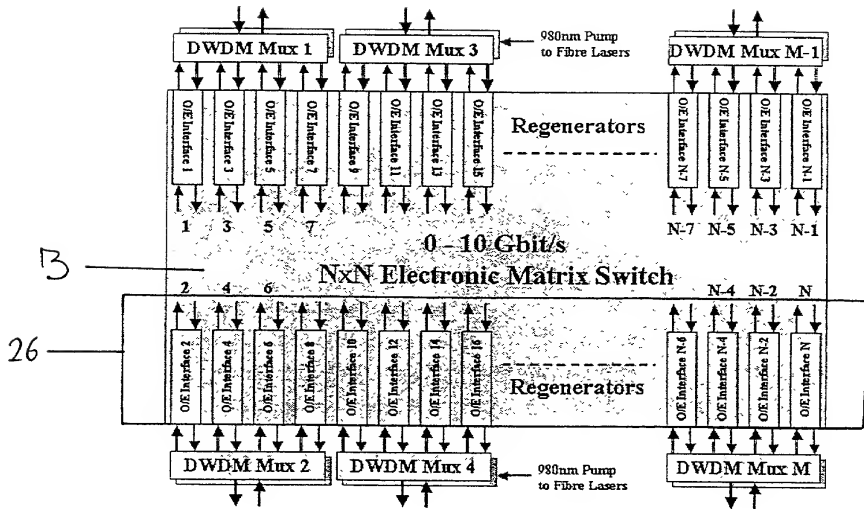 DWDM Mux 1
DWDM Mux 3
980nm Pump
to Fibre Lasers
DWDM Mux M-1
O/E Interface 1
O/E Interface 3
O/E Interface 5
O/E Interface 7
O/E Interface 9
O/E Interface 11
O/E Interface 13
O/E Interface 15
Regenerators
O/E Interface N-7
O/E Interface N-5
O/E Interface N-3
O/E Interface N-1
1 3 5 7
N-7 N-5 N-3 N-1
0 - 10 Gbit/s
NxN Electronic Matrix Switch
13
2 4 6
N-4 N-2 N
26
O/E Interface 2
O/E Interface 4
O/E Interface 6
O/E Interface 8
O/E Interface 10
O/E Interface 12
O/E Interface 14
O/E Interface 16
Regenerators
O/E Interface N-6
O/E Interface N-4
O/E Interface N-2
O/E Interface N
DWDM Mux 2
DWDM Mux 4
980nm Pump
to Fibre Lasers
DWDM Mux M